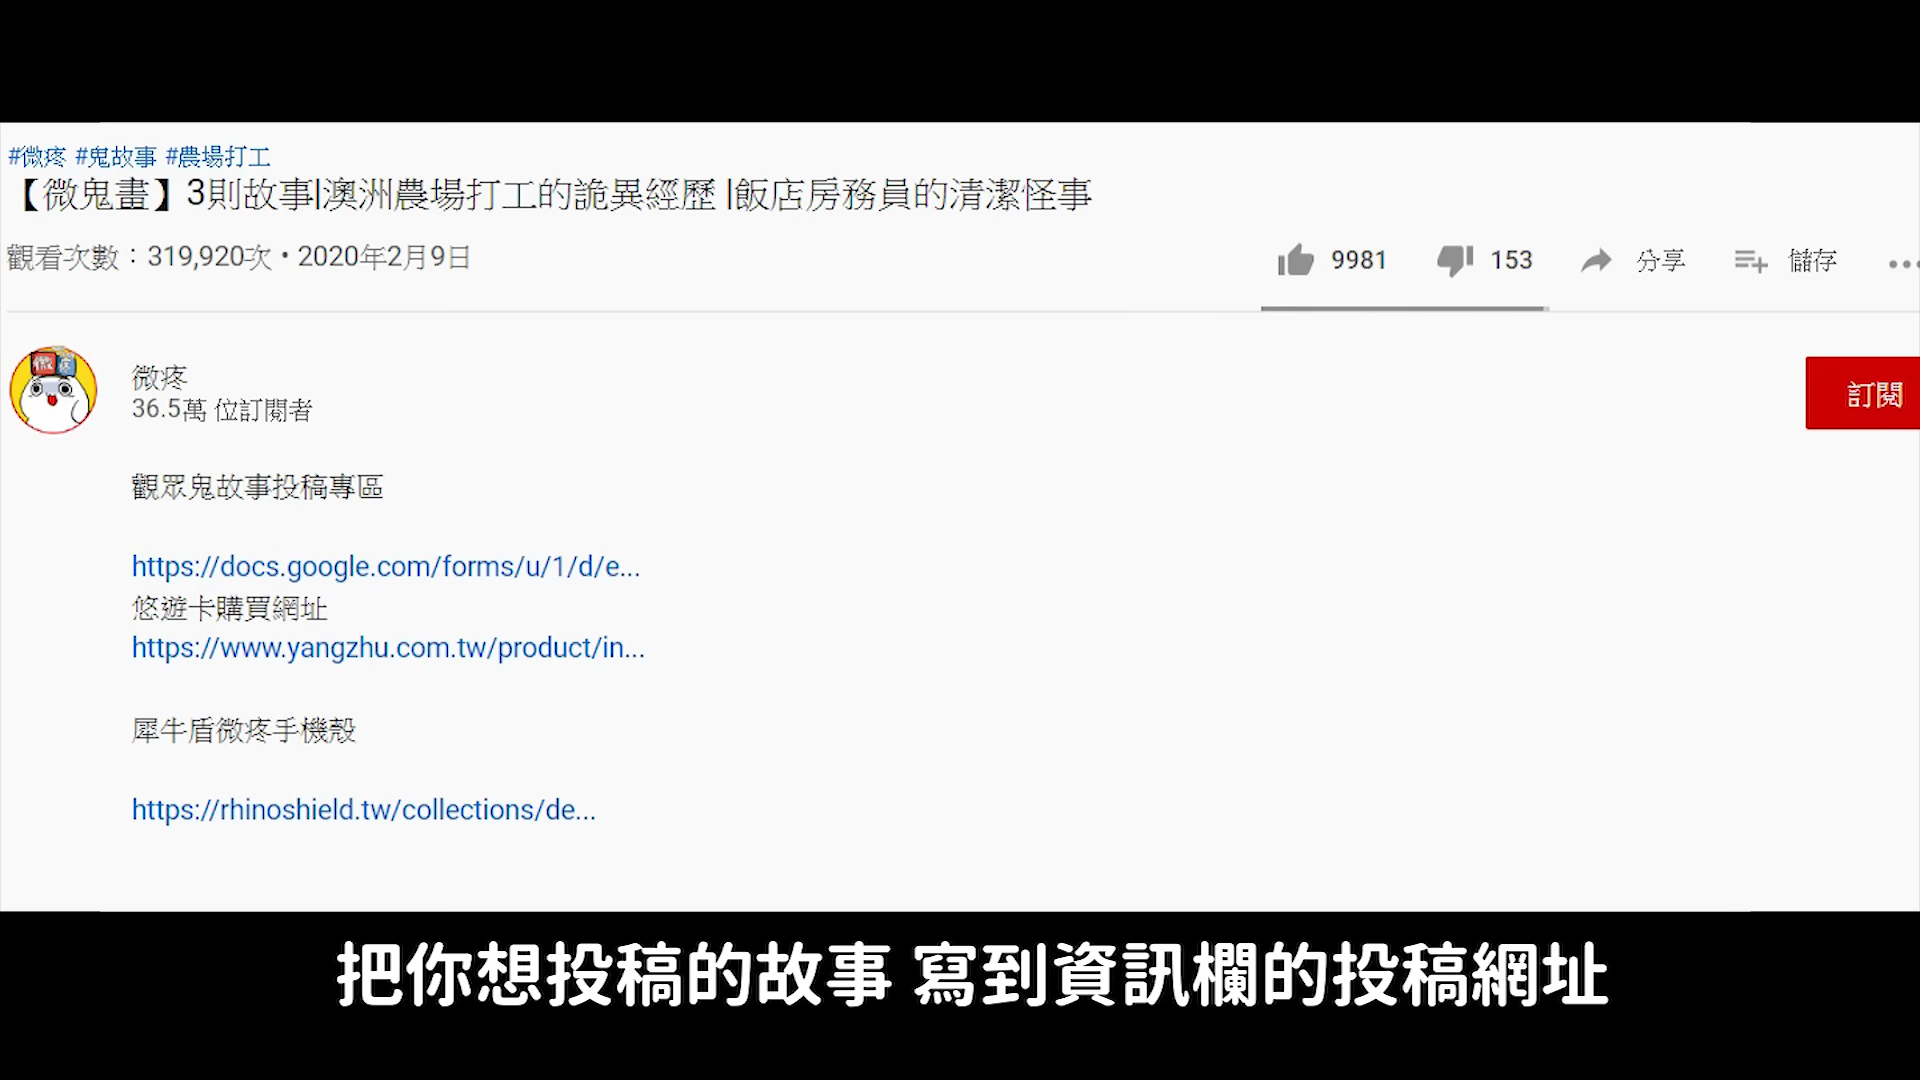 #微疼 #鬼故事 #農場打工
【微鬼畫】3則故事|澳洲農場打工的詭異經歷 |飯店房務員的清潔怪事
觀看次數：319,920次 • 2020年2月9日
9981 153 分享 儲存
微疼
36.5萬 位訂閱者
訂閱
觀眾鬼故事投稿專區
https://docs.google.com/forms/u/1/d/e...
悠遊卡購買網址
https://www.yangzhu.com.tw/product/in...
犀牛盾微疼手機殼
https://rhinoshield.tw/collections/de...
把你想投稿的故事 寫到資訊欄的投稿網址